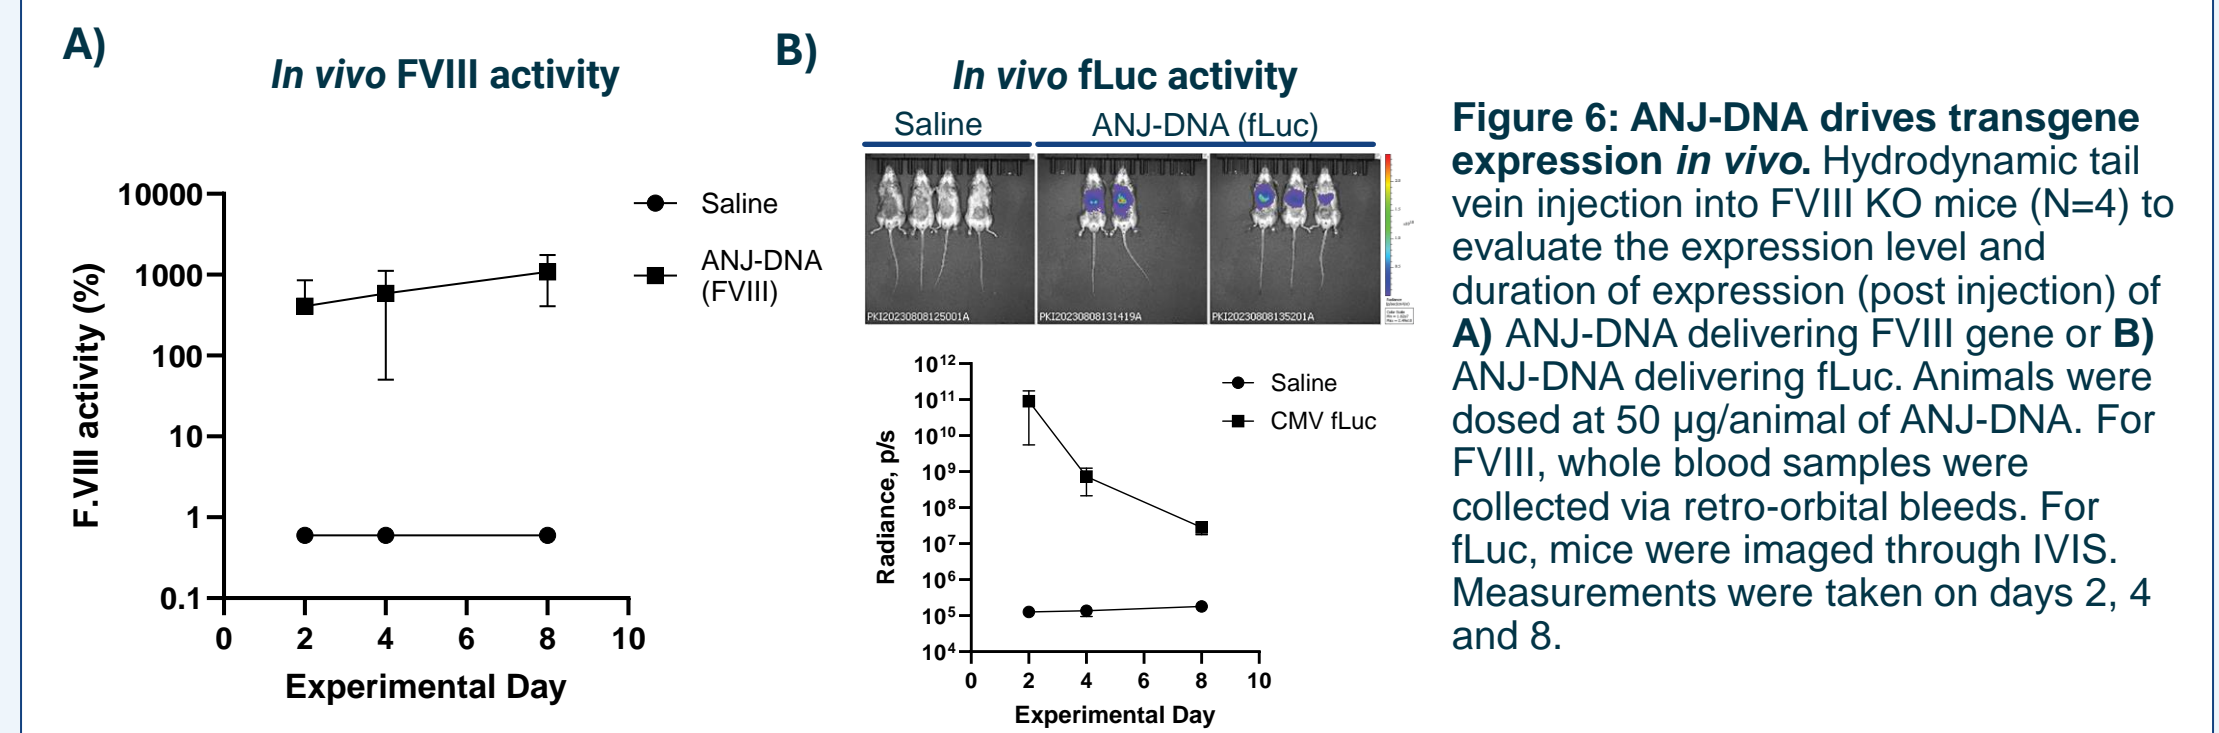 A)
In vivo FVIII activity
10000
1000
100
10
1
0.1
F.VIII activity (%)
0 2 4 6 8 10
Experimental Day
Saline
ANJ-DNA
(FVIII)
B)
In vivo fLuc activity
Saline
ANJ-DNA (fLuc)
PKI20230808125001A
PKI20230808131419A
PKI20230808135201A
10¹²
10¹¹
10¹⁰
10⁹
10⁸
10⁷
10⁶
10⁵
10⁴
Radiance, p/s
0 2 4 6 8 10
Experimental Day
Saline
CMV fLuc
Figure 6: ANJ-DNA drives transgene
expression in vivo. Hydrodynamic tail
vein injection into FVIII KO mice (N=4) to
evaluate the expression level and
duration of expression (post injection) of
A) ANJ-DNA delivering FVIII gene or B)
ANJ-DNA delivering fLuc. Animals were
dosed at 50 µg/animal of ANJ-DNA. For
FVIII, whole blood samples were
collected via retro-orbital bleeds. For
fLuc, mice were imaged through IVIS.
Measurements were taken on days 2, 4
and 8.